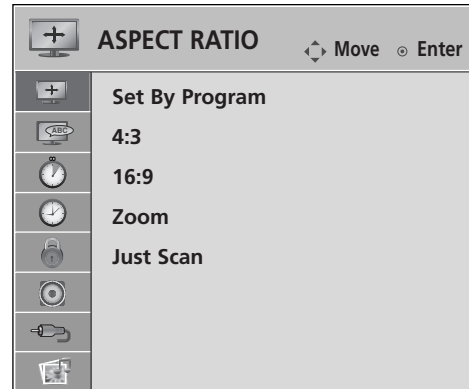 ASPECT RATIO Move Enter
Set By Program
ABC
4:3
16:9
Zoom
Just Scan